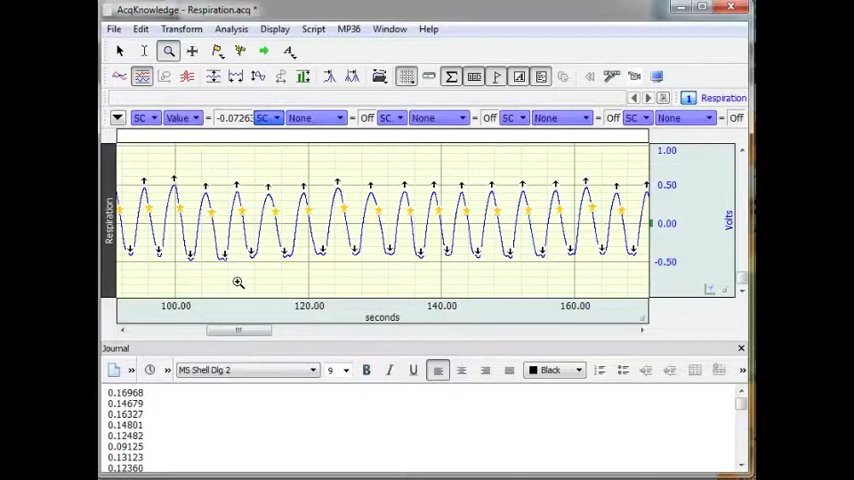 AcqKnowledge - Respiration.acq *
File Edit Transform Analysis Display Script MP36 Window Help
1 Respiration
SC Value = -0.07263 SC None = Off SC None = Off SC None = Off SC None = Off
Respiration
1.00
0.50
0.00
-0.50
Volts
100.00 120.00 140.00 160.00
seconds
Journal
MS Shell Dlg 2 9 B I U Black
0.16968
0.14679
0.16327
0.14801
0.12482
0.09125
0.13123
0.12360